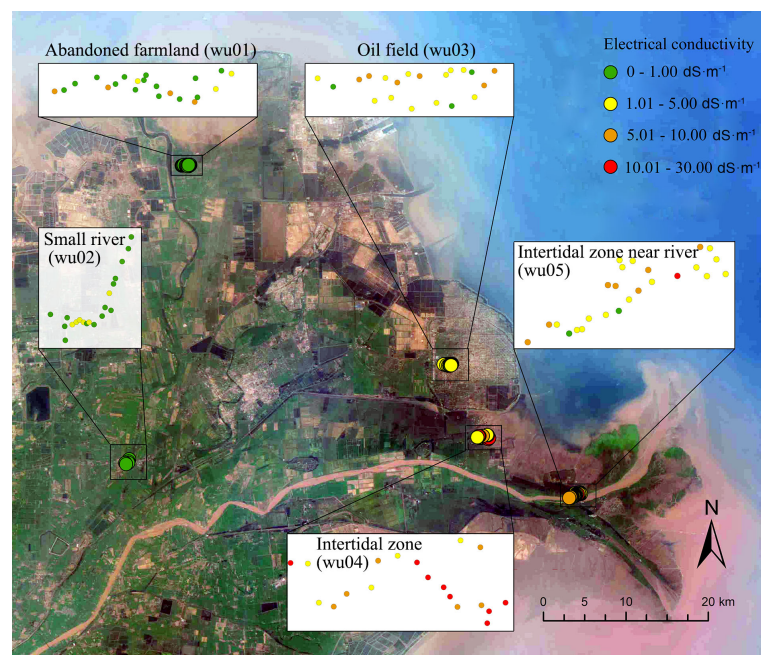 Abandoned farmland (wu01)
Oil field (wu03)
Electrical conductivity
0 - 1.00 dS·m⁻¹
1.01 - 5.00 dS·m⁻¹
5.01 - 10.00 dS·m⁻¹
10.01 - 30.00 dS·m⁻¹
Small river
(wu02)
Intertidal zone near river
(wu05)
Intertidal zone
(wu04)
N
0 5 10 20 km